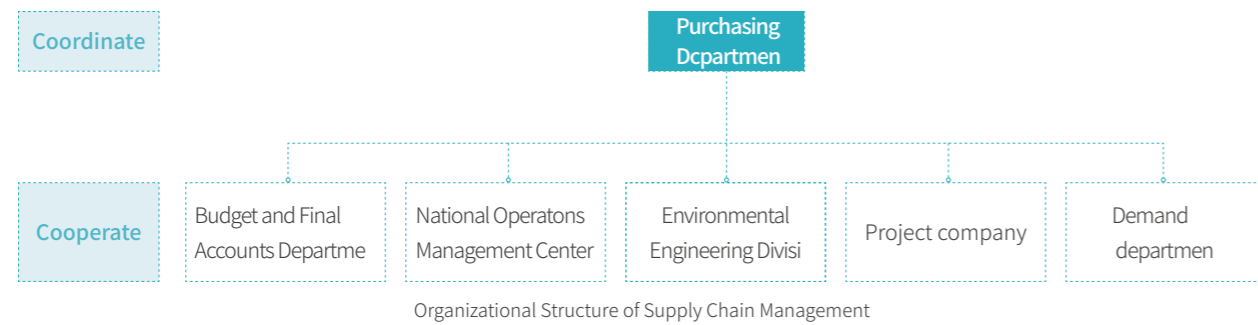 Coordinate
Purchasing
Dcpartmen
Cooperate
Budget and Final
Accounts Departme
National Operatons
Management Center
Environmental
Engineering Divisi
Project company
Demand
departmen
Organizational Structure of Supply Chain Management